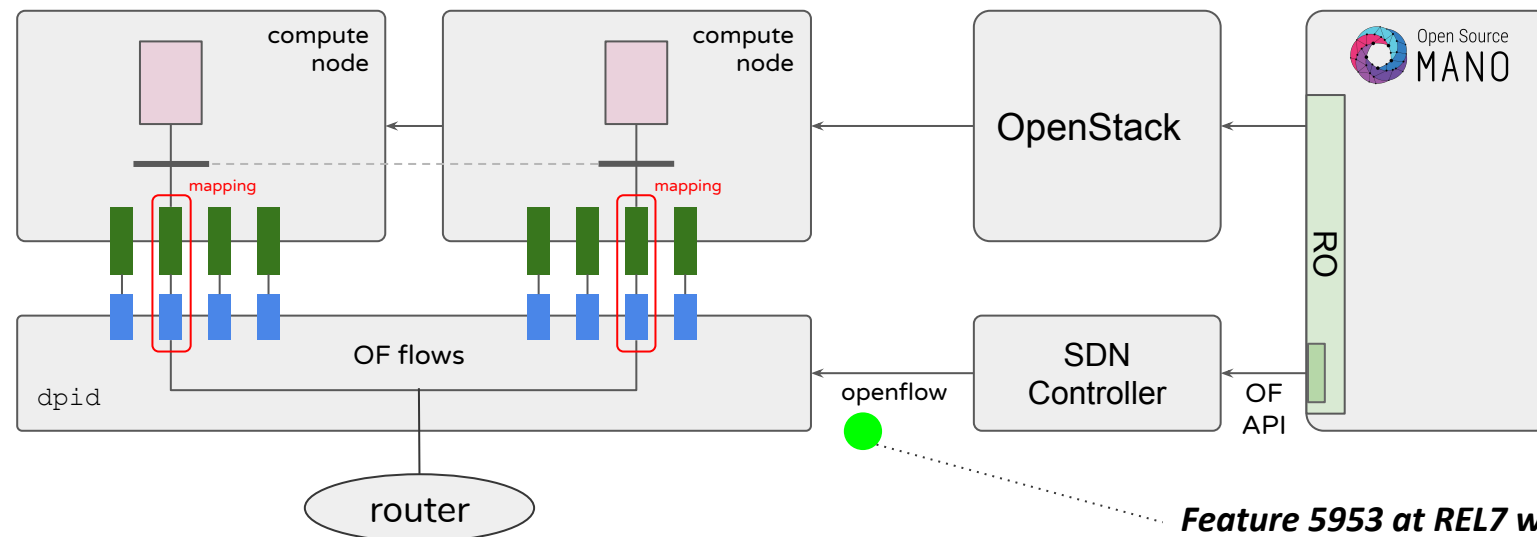 compute
node
compute
node
Open Source
MANO
OpenStack
mapping
mapping
RO
OF flows
dpid
openflow
SDN
Controller
OF
API
router
Feature 5953 at REL7 w